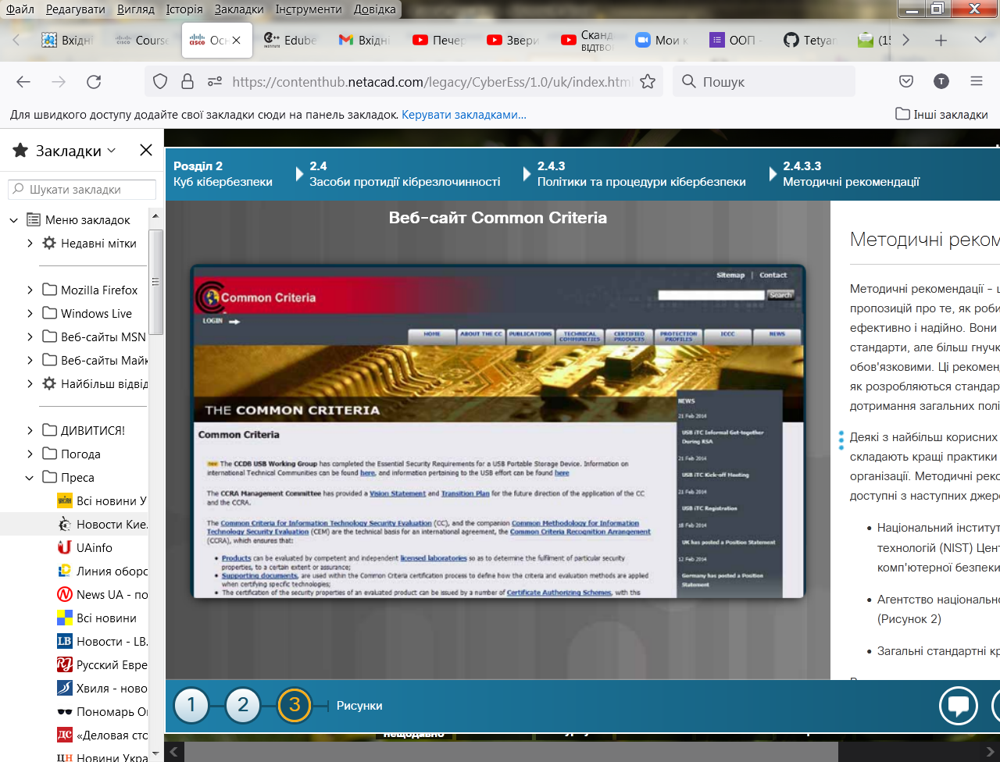 Файл Редагувати Вигляд Історія Закладки Інструменти Довідка
Вхідні Course Осн Edube Вхідні Печер Звери Сканд Мои к ООП - Tetyan (15
https://contenthub.netacad.com/legacy/CyberEss/1.0/uk/index.html Пошук
Для швидкого доступу додайте свої закладки сюди на панель закладок. Керувати закладками... Інші закладки
Закладки
Шукати закладки
Меню закладок
Недавні мітки
Mozilla Firefox
Windows Live
Веб-сайты MSN
Веб-сайты Майк
Найбільш відвід
ДИВИТИСЯ!
Погода
Преса
Всі новини У
Новости Кие.
UAinfo
Линия оборо
News UA - по
Всі новини
Новости - LB.
Русский Евре
Хвиля - ново
Пономарь О
«Деловая сто
Новини Укра
Розділ 2
Куб кібербезпеки
2.4
Засоби протидії кібрезлочинності
2.4.3
Політики та процедури кібербезпеки
2.4.3.3
Методичні рекомендації
Веб-сайт Common Criteria
Sitemap | Contact
Common Criteria
Search
LOGIN
HOME ABOUT THE CC PUBLICATIONS TECHNICAL COMMUNITIES CERTIFIED PRODUCTS PROTECTION PROFILES ICCC NEWS
THE COMMON CRITERIA
Common Criteria
New The CCDB USB Working Group has completed the Essential Security Requirements for a USB Portable Storage Device. Information on
international Technical Communities can be found here, and information pertaining to the USB effort can be found here
The CCRA Management Committee has provided a Vision Statement and Transition Plan for the future direction of the application of the CC
and the CCRA.
The Common Criteria for Information Technology Security Evaluation (CC), and the companion Common Methodology for Information
Technology Security Evaluation (CEM) are the technical basis for an international agreement, the Common Criteria Recognition Arrangement
(CCRA), which ensures that:
• Products can be evaluated by competent and independent licensed laboratories so as to determine the fulfilment of particular security
properties, to a certain extent or assurance;
• Supporting documents, are used within the Common Criteria certification process to define how the criteria and evaluation methods are applied
when certifying specific technologies;
• The certification of the security properties of an evaluated product can be issued by a number of Certificate Authorizing Schemes, with this
NEWS
21 Feb 2014
USB iTC Informal Get-together
During RSA
21 Feb 2014
USB iTC Kick-off Meeting
21 Feb 2014
USB iTC Registration
18 Feb 2014
UK has posted a Position Statement
12 Feb 2014
Germany has posted a Position
Statement
Методичні реком
Методичні рекомендації - ц
пропозицій про те, як роби
ефективно і надійно. Вони
стандарти, але більш гнучк
обов'язковими. Ці рекоменд
як розробляються стандар
дотримання загальних полі
Деякі з найбільш корисних
складають кращі практики
організації. Методичні реко
доступні з наступних джере
• Національний інститут
технологій (NIST) Цент
комп'ютерної безпеки
• Агентство національно
(Рисунок 2)
• Загальні стандартні кр
1 2 3 Рисунки
нещодавно